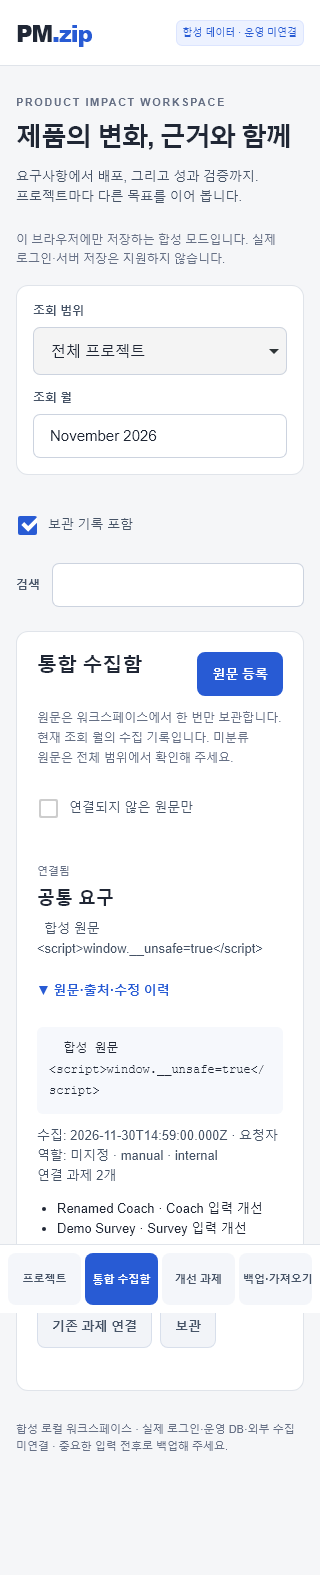 PM.zip
합성 데이터 · 운영 미연결
PRODUCT IMPACT WORKSPACE
제품의 변화, 근거와 함께
요구사항에서 배포, 그리고 성과 검증까지.
프로젝트마다 다른 목표를 이어 봅니다.
이 브라우저에만 저장하는 합성 모드입니다. 실제
로그인·서버 저장은 지원하지 않습니다.
조회 범위
전체 프로젝트
조회 월
November 2026
보관 기록 포함
검색
통합 수집함
원문 등록
원문은 워크스페이스에서 한 번만 보관합니다.
현재 조회 월의 수집 기록입니다. 미분류
원문은 전체 범위에서 확인해 주세요.
연결되지 않은 원문만
연결됨
공통 요구
합성 원문
<script>window.__unsafe=true</script>
▼ 원문·출처·수정 이력
합성 원문
<script>window.__unsafe=true</
script>
수집: 2026-11-30T14:59:00.000Z · 요청자
역할: 미지정 · manual · internal
연결 과제 2개
• Renamed Coach · Coach 입력 개선
• Demo Survey · Survey 입력 개선
프로젝트
통합 수집함
개선 과제
백업·가져오기
기존 과제 연결
보관
합성 로컬 워크스페이스 · 실제 로그인·운영 DB·외부 수집
미연결 · 중요한 입력 전후로 백업해 주세요.